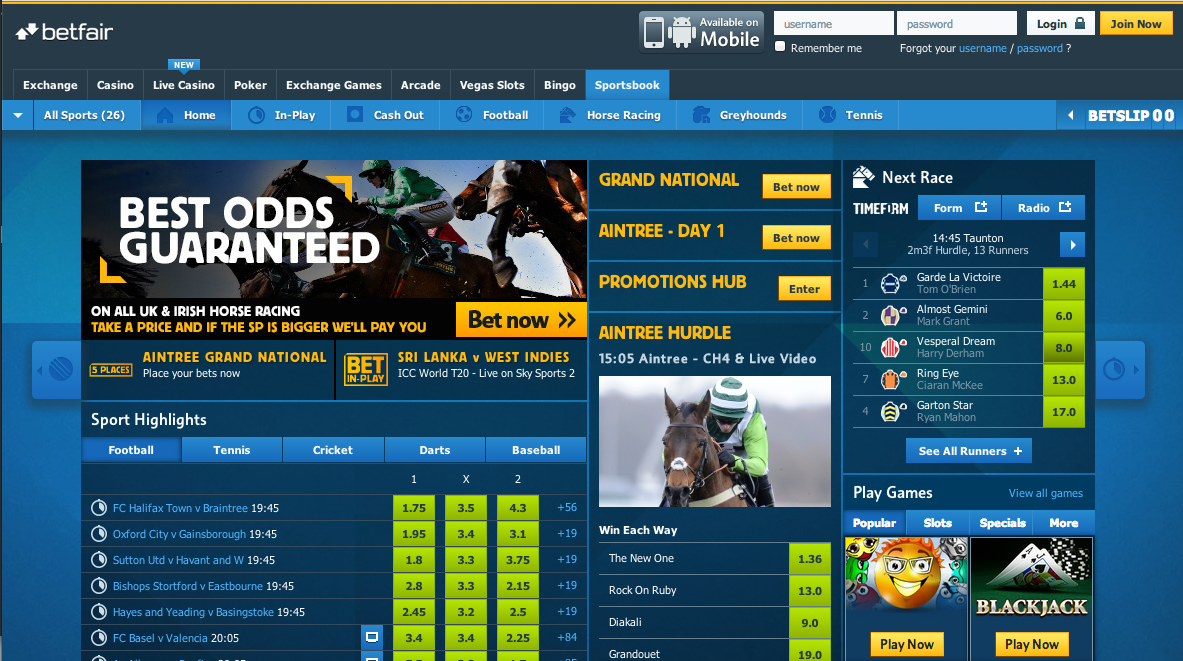 betfair
Available on
Mobile
username
password
Login
Join Now
Remember me
Forgot your username / password ?
NEW
Exchange
Casino
Live Casino
Poker
Exchange Games
Arcade
Vegas Slots
Bingo
Sportsbook
All Sports (26)
Home
In-Play
Cash Out
Football
Horse Racing
Greyhounds
Tennis
BETSLIP 0 0
BEST ODDS
GUARANTEED
ON ALL UK & IRISH HORSE RACING
TAKE A PRICE AND IF THE SP IS BIGGER WE'LL PAY YOU
Bet now
5 PLACES
AINTREE GRAND NATIONAL
Place your bets now
BET
IN-PLAY
SRI LANKA v WEST INDIES
ICC World T20 - Live on Sky Sports 2
Sport Highlights
Football
Tennis
Cricket
Darts
Baseball
1 X 2
FC Halifax Town v Braintree 19:45 1.75 3.5 4.3 +56
Oxford City v Gainsborough 19:45 1.95 3.4 3.1 +19
Sutton Utd v Havant and W 19:45 1.8 3.3 3.75 +19
Bishops Stortford v Eastbourne 19:45 2.8 3.3 2.15 +19
Hayes and Yeading v Basingstoke 19:45 2.45 3.2 2.5 +19
FC Basel v Valencia 20:05 3.4 3.4 2.25 +84
GRAND NATIONAL
Bet now
AINTREE - DAY 1
Bet now
PROMOTIONS HUB
Enter
AINTREE HURDLE
15:05 Aintree - CH4 & Live Video
Win Each Way
The New One 1.36
Rock On Ruby 13.0
Diakali 9.0
Grandouet 19.0
Next Race
TIMEFORM
Form
Radio
14:45 Taunton
2m3f Hurdle, 13 Runners
1 Garde La Victoire 1.44
Tom O'Brien
2 Almost Gemini 6.0
Mark Grant
10 Vesperal Dream 8.0
Harry Derham
7 Ring Eye 13.0
Ciaran McKee
4 Garton Star 17.0
Ryan Mahon
See All Runners +
Play Games
View all games
Popular
Slots
Specials
More
BLACKJACK
Play Now
Play Now